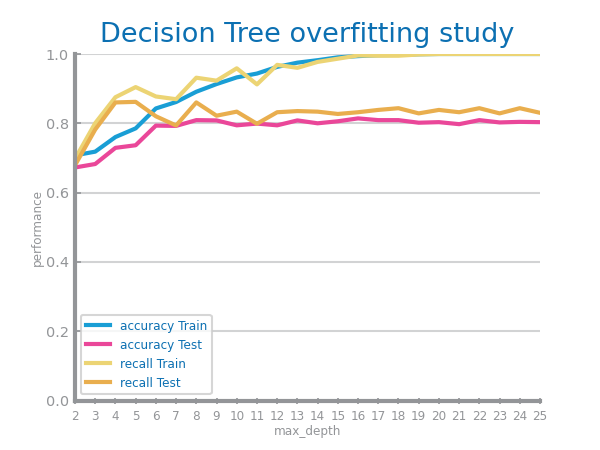 Decision Tree overfitting study
1.0
0.8
0.6
0.4
0.2
0.0
performance
accuracy Train
accuracy Test
recall Train
recall Test
2 3 4 5 6 7 8 9 10 11 12 13 14 15 16 17 18 19 20 21 22 23 24 25
max_depth